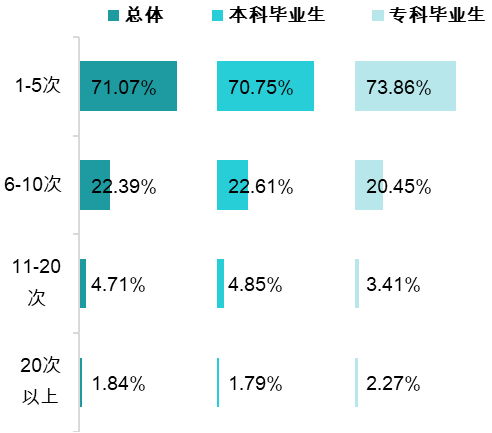 总体 本科毕业生 专科毕业生
1-5次 71.07% 70.75% 73.86%
6-10次 22.39% 22.61% 20.45%
11-20
次 4.71% 4.85% 3.41%
20次
以上 1.84% 1.79% 2.27%